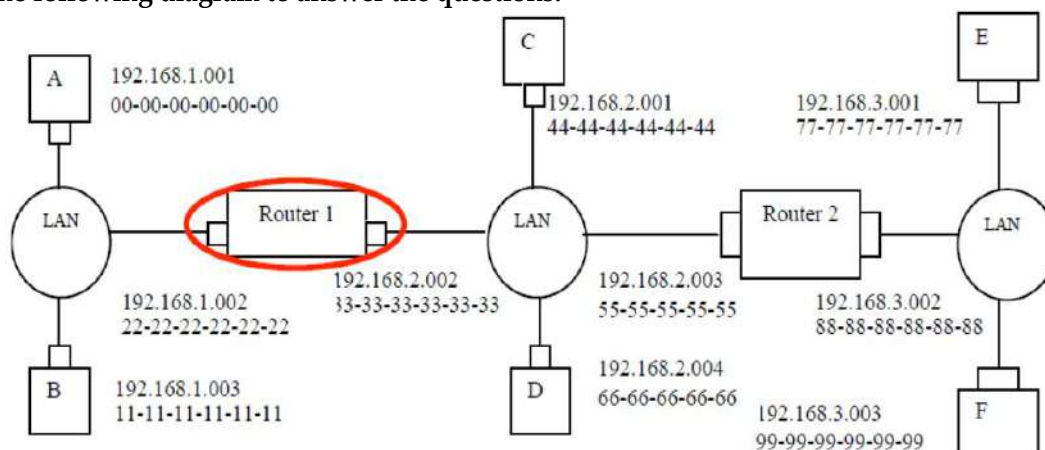 the following diagram to answer the questions.
A
192.168.1.001
00-00-00-00-00-00
C
192.168.2.001
44-44-44-44-44-44
E
192.168.3.001
77-77-77-77-77-77
LAN
Router 1
LAN
Router 2
LAN
192.168.1.002
22-22-22-22-22-22
192.168.2.002
33-33-33-33-33-33
192.168.2.003
55-55-55-55-55
192.168.3.002
88-88-88-88-88-88
B
192.168.1.003
11-11-11-11-11-11
D
192.168.2.004
66-66-66-66-66
192.168.3.003
99-99-99-99-99-99
F